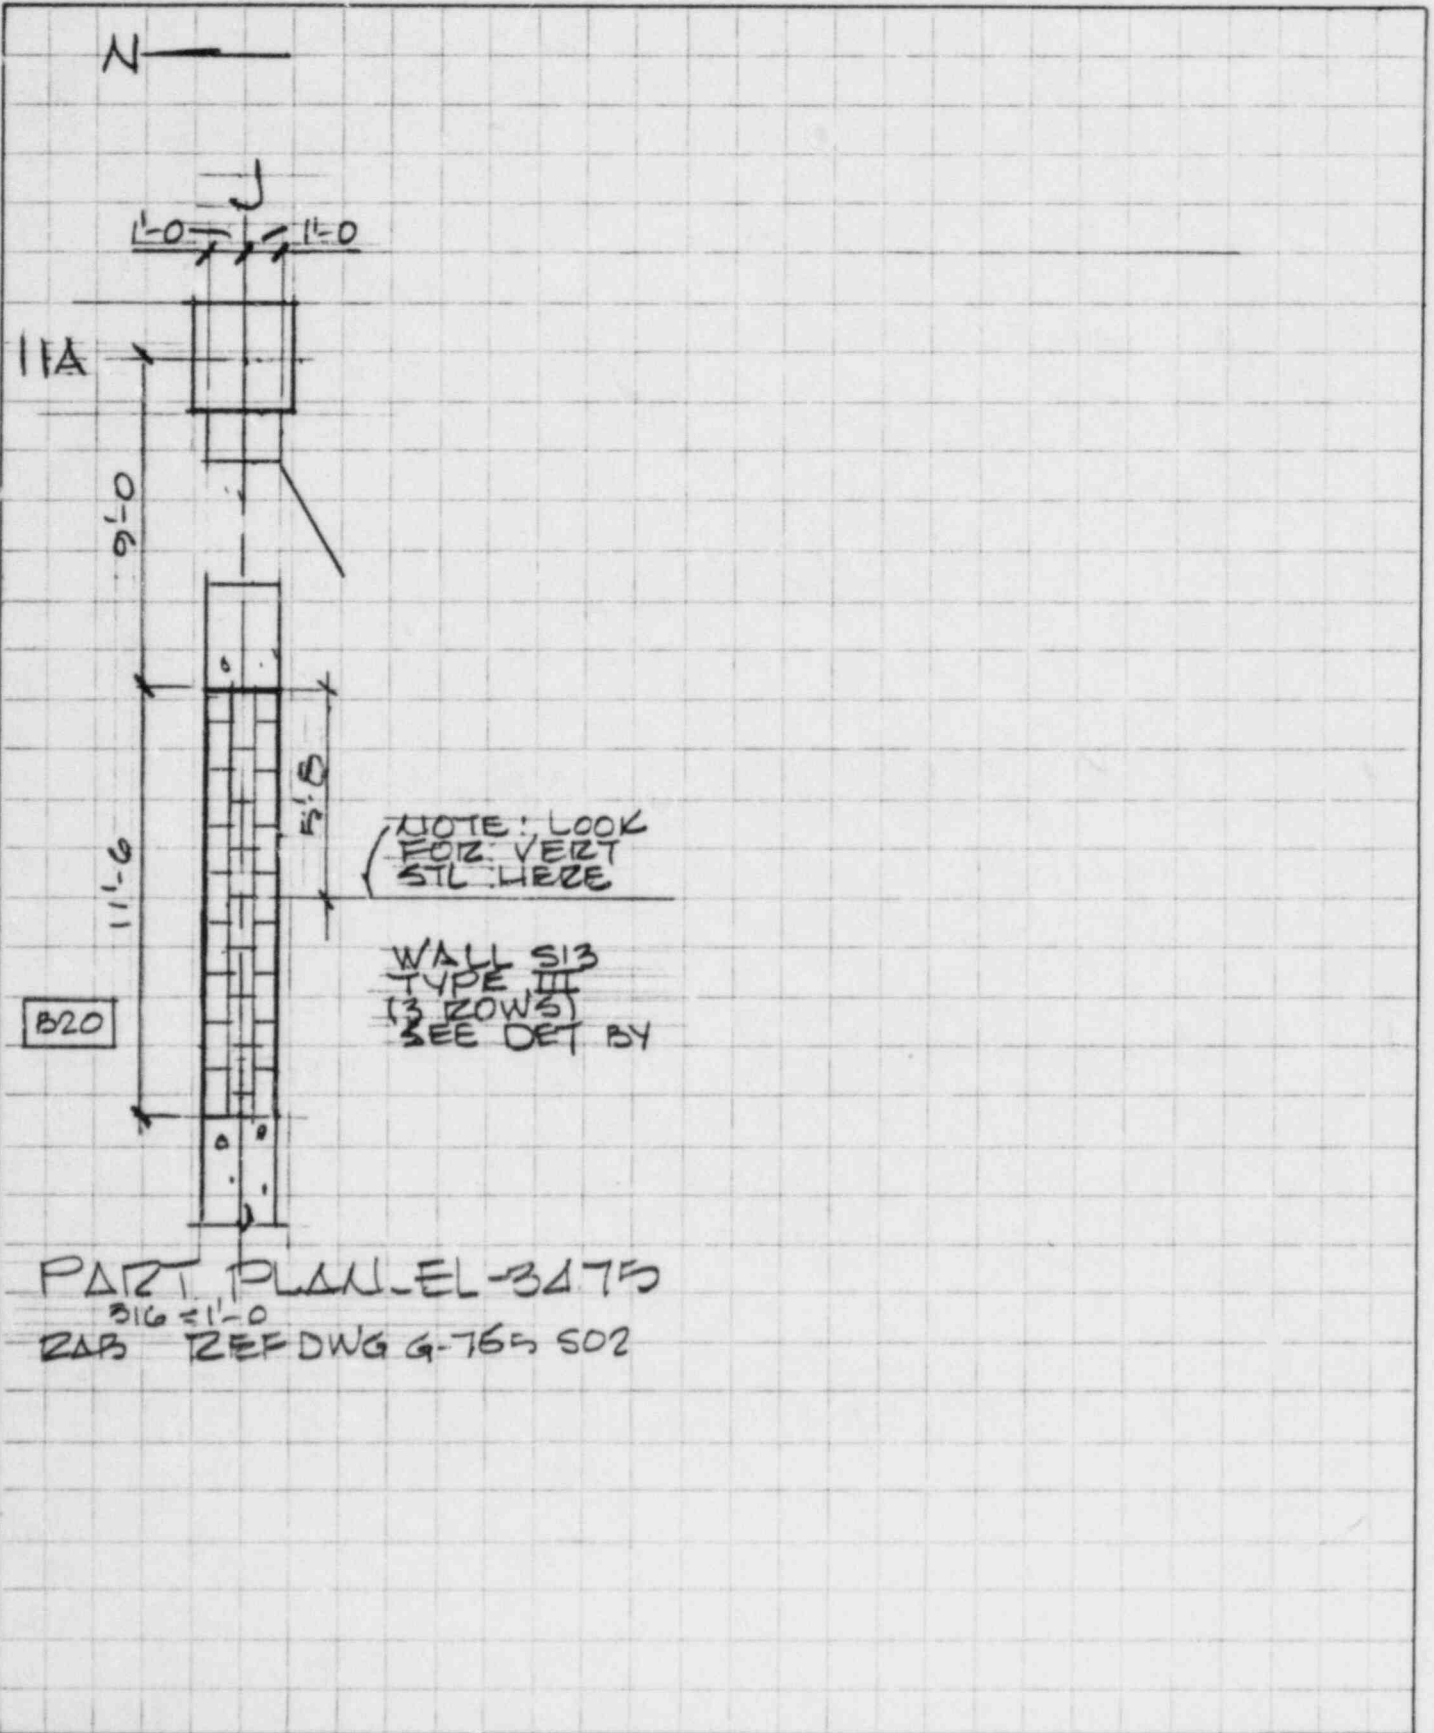 N
J
1'-0 1'-0
11A
9'-0
5'-8
NOTE: LOOK
FOR VERT
STL HERE
11'-6
WALL S13
TYPE III
(3 ROWS)
SEE DET BY
B20
PART PLAN-EL-3475
316 = 1'-0
RAB REF DWG G-765 S02